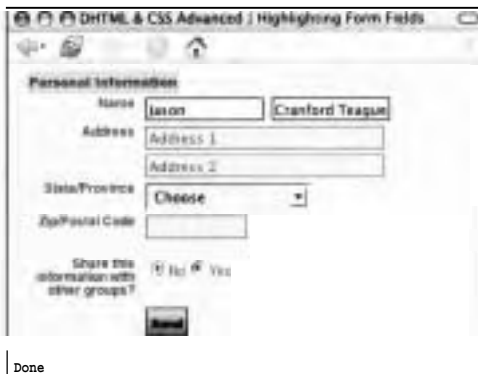 DHTML & CSS Advanced | Highlighting Form Fields
Personal Information
Name Jason Cranford Teague
Address Address 1
Address 2
State/Province Choose
Zip/Postal Code
Share this
information with
other groups? No Yes
Send
Done